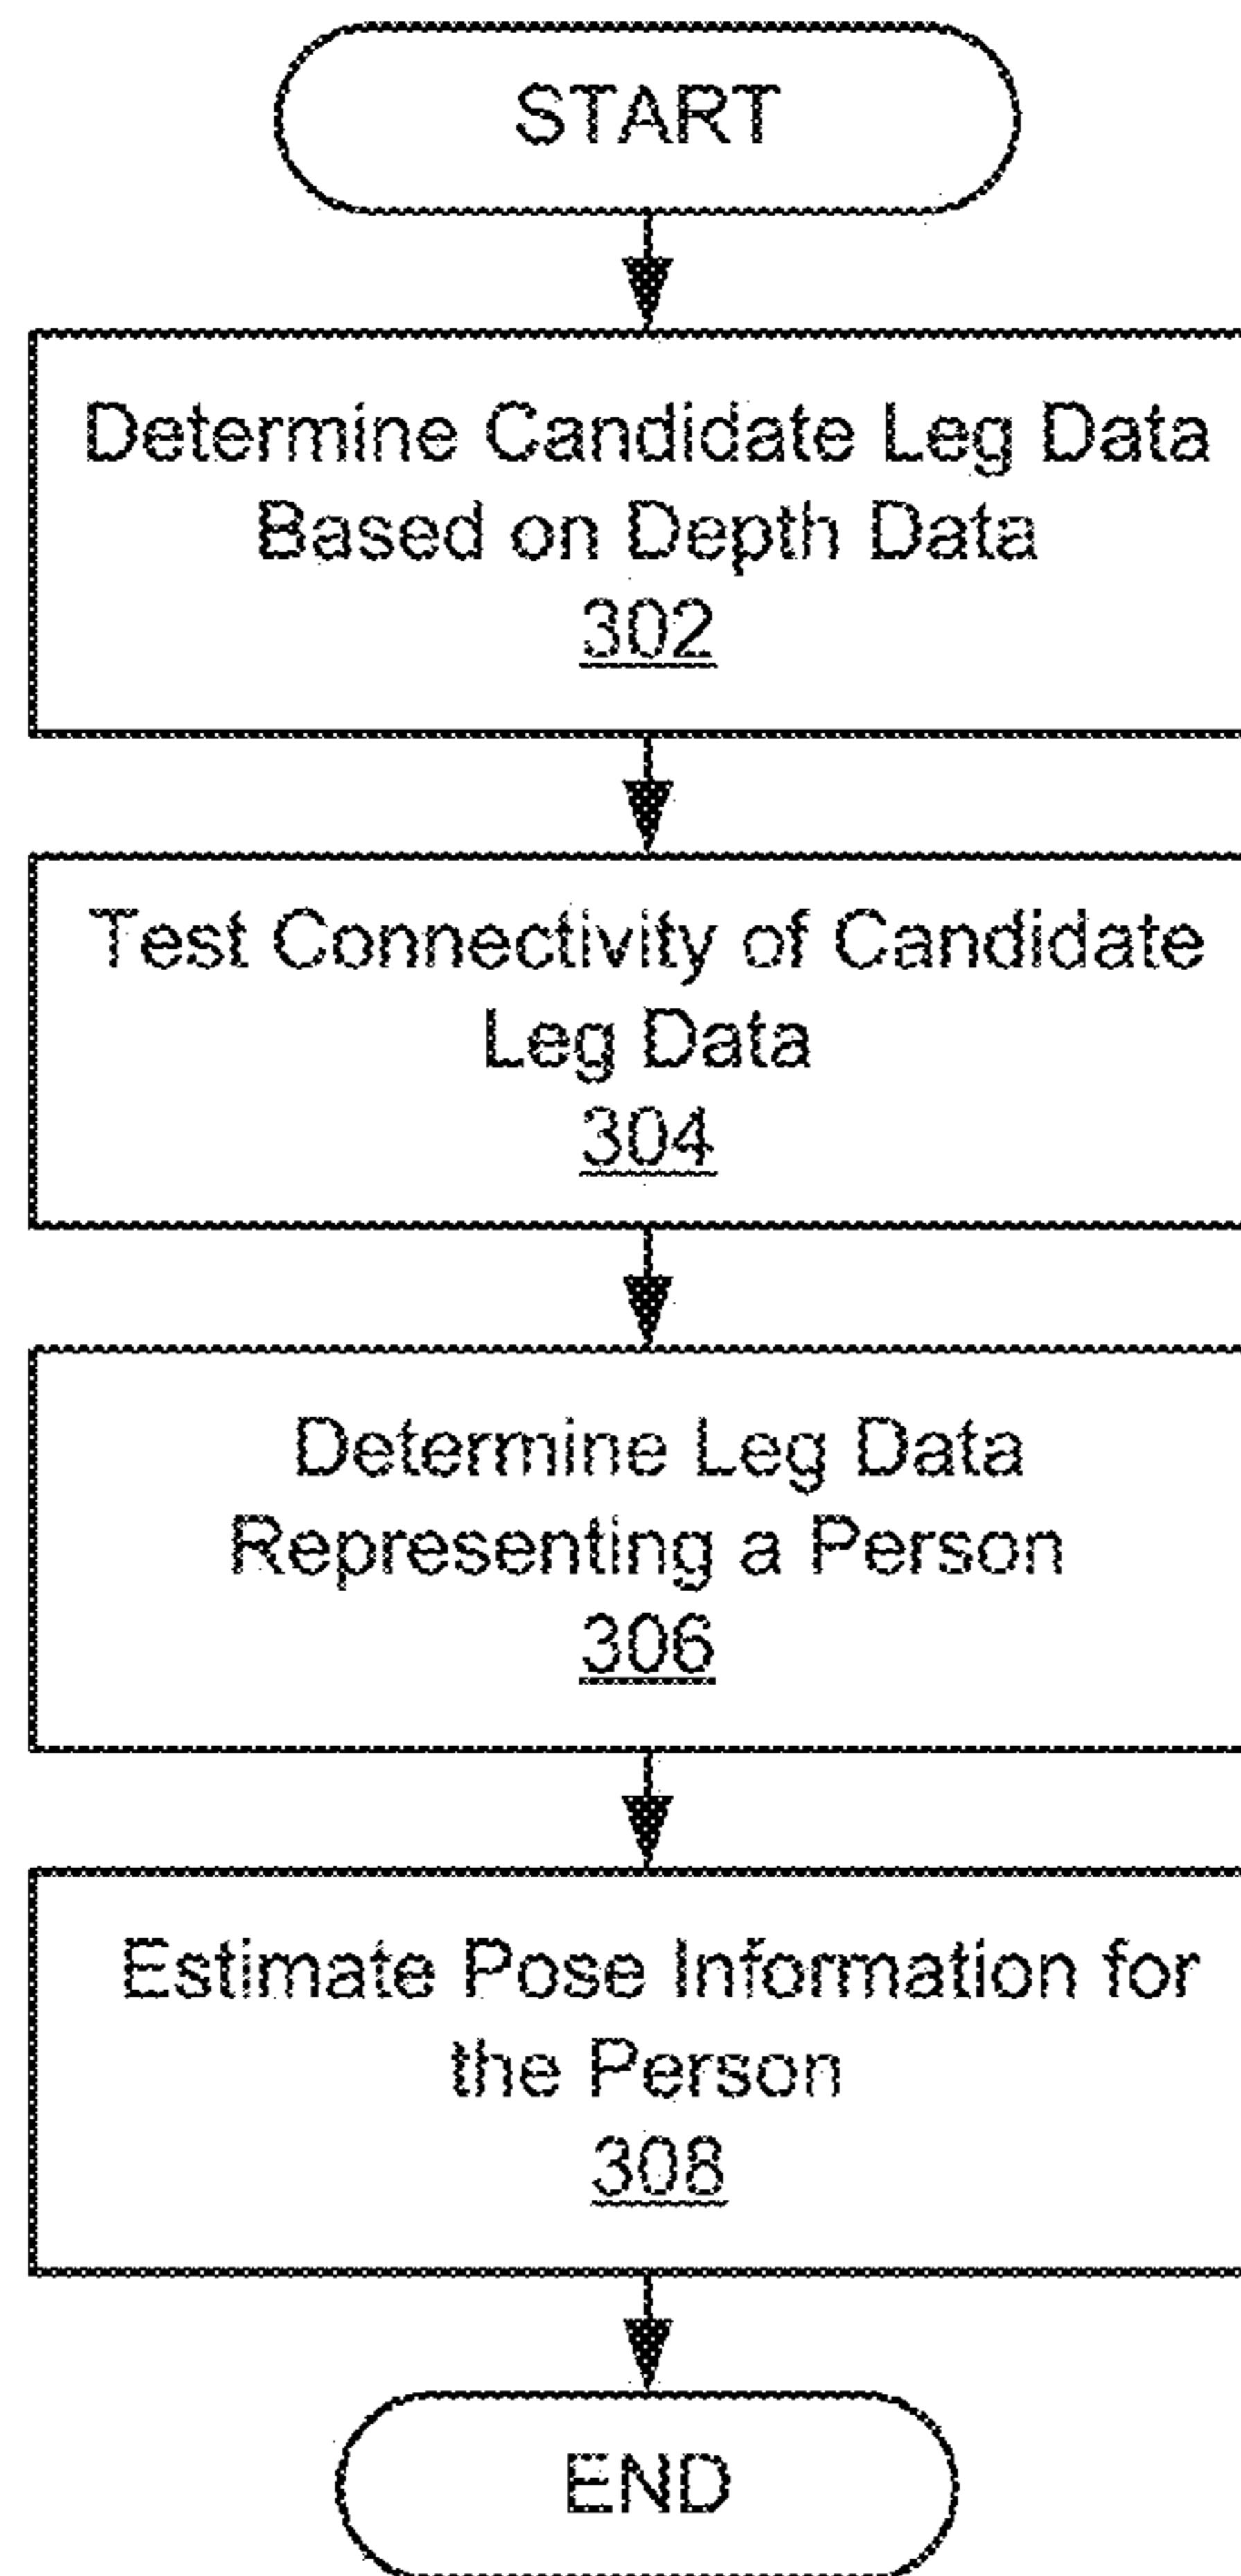 START
Determine Candidate Leg Data
Based on Depth Data
302
Test Connectivity of Candidate
Leg Data
304
Determine Leg Data
Representing a Person
306
Estimate Pose Information for
the Person
308
END